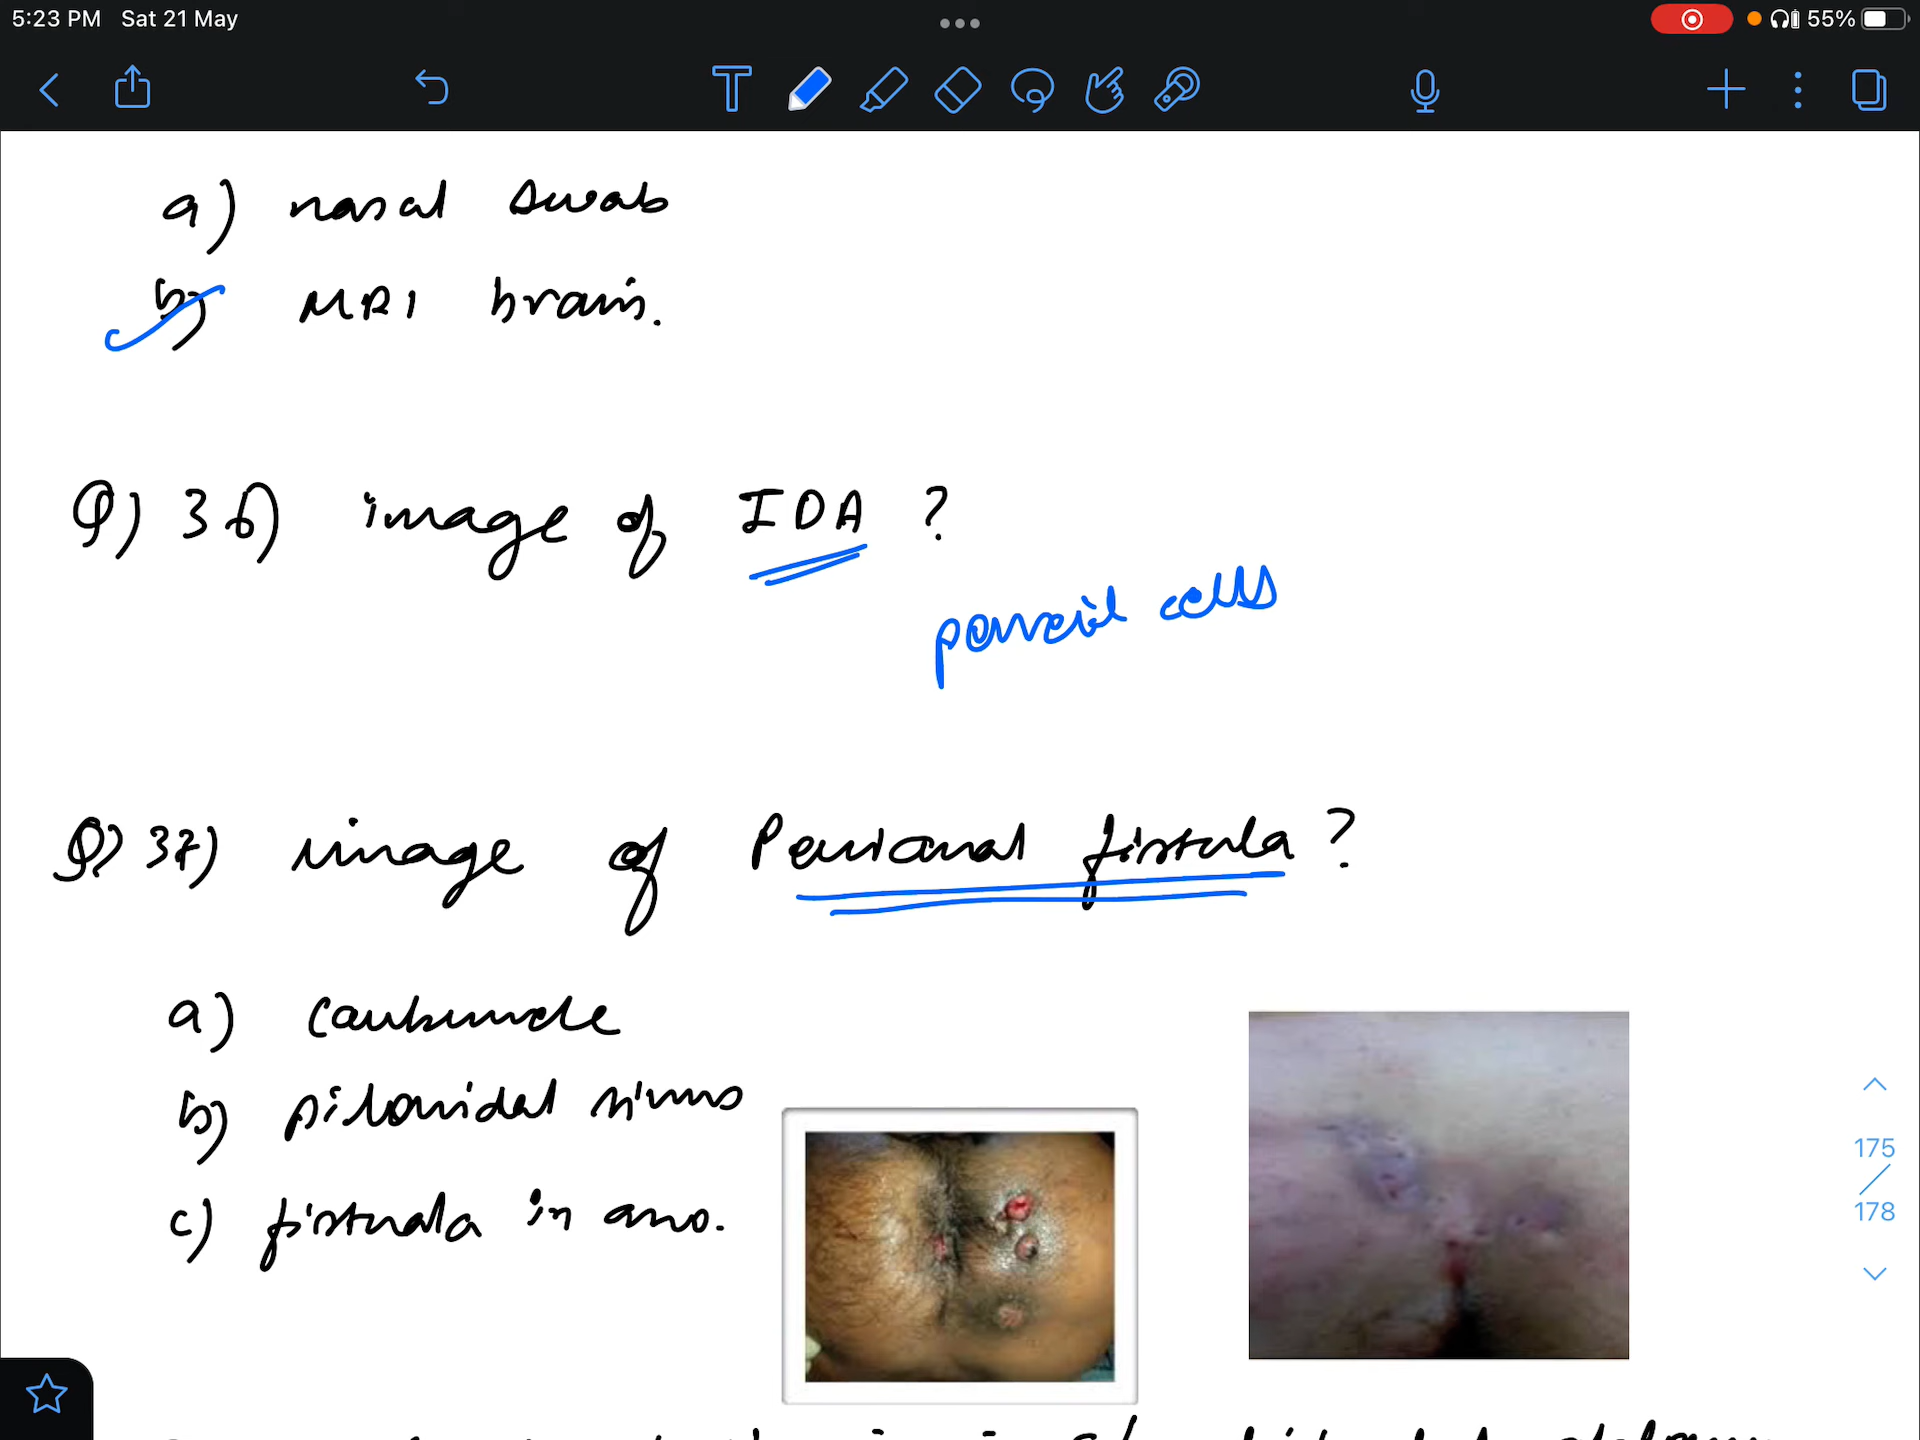 5:23 PM Sat 21 May
55%
a) nasal swab
b) MRI brain.
Q) 36) image of IDA ?
pencil cells
Q) 37) image of Perianal fistula ?
a) Carbuncle
b) pilonidal sinus
c) fistula in ano.
175
178